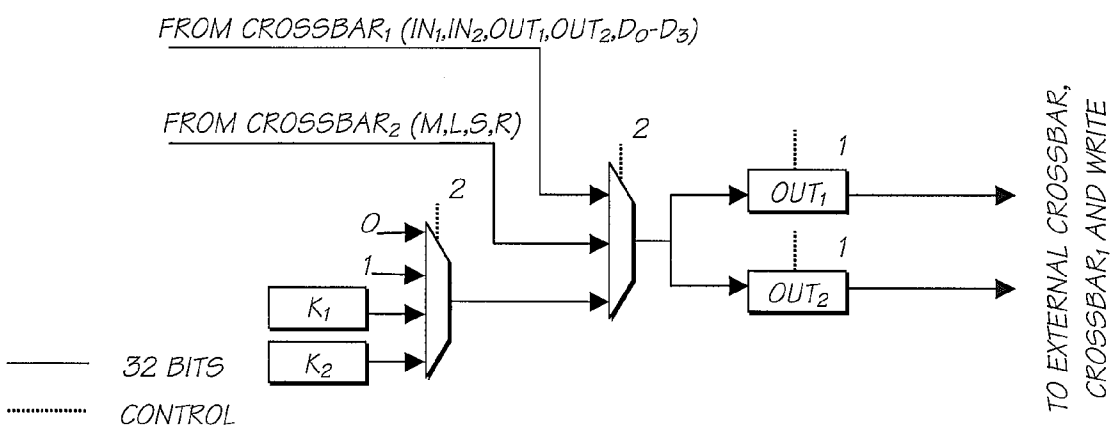 FROM CROSSBAR₁ (IN₁,IN₂,OUT₁,OUT₂,D₀-D₃)
FROM CROSSBAR₂ (M,L,S,R)
2
1
OUT₁
2
0
1
1
OUT₂
K₁
K₂
32 BITS
CONTROL
TO EXTERNAL CROSSBAR,
CROSSBAR₁ AND WRITE